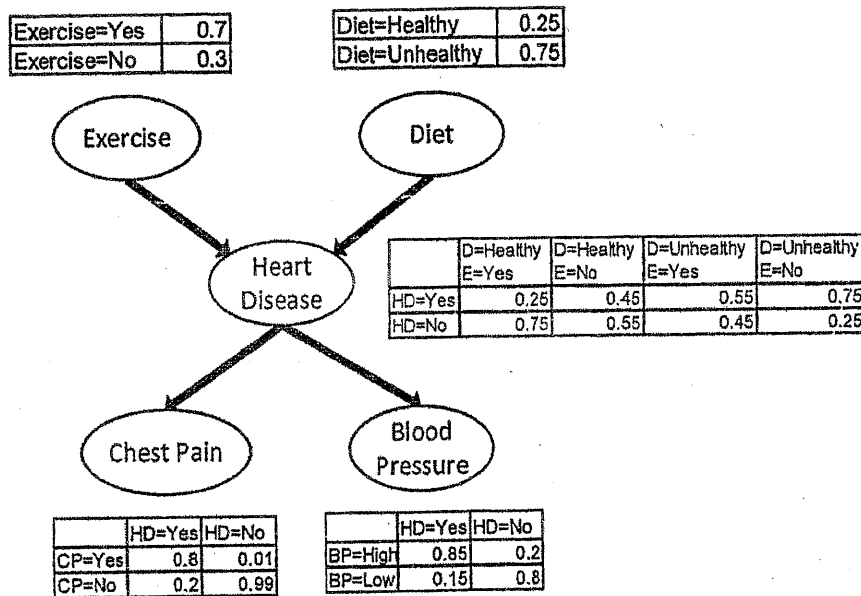 Exercise=Yes 0.7
Exercise=No 0.3
Diet=Healthy 0.25
Diet=Unhealthy 0.75
Exercise
Diet
Heart
Disease
D=Healthy D=Healthy D=Unhealthy D=Unhealthy
E=Yes E=No E=Yes E=No
HD=Yes 0.25 0.45 0.55 0.75
HD=No 0.75 0.55 0.45 0.25
Chest Pain
Blood
Pressure
HD=Yes HD=No
CP=Yes 0.8 0.01
CP=No 0.2 0.99
HD=Yes HD=No
BP=High 0.85 0.2
BP=Low 0.15 0.8